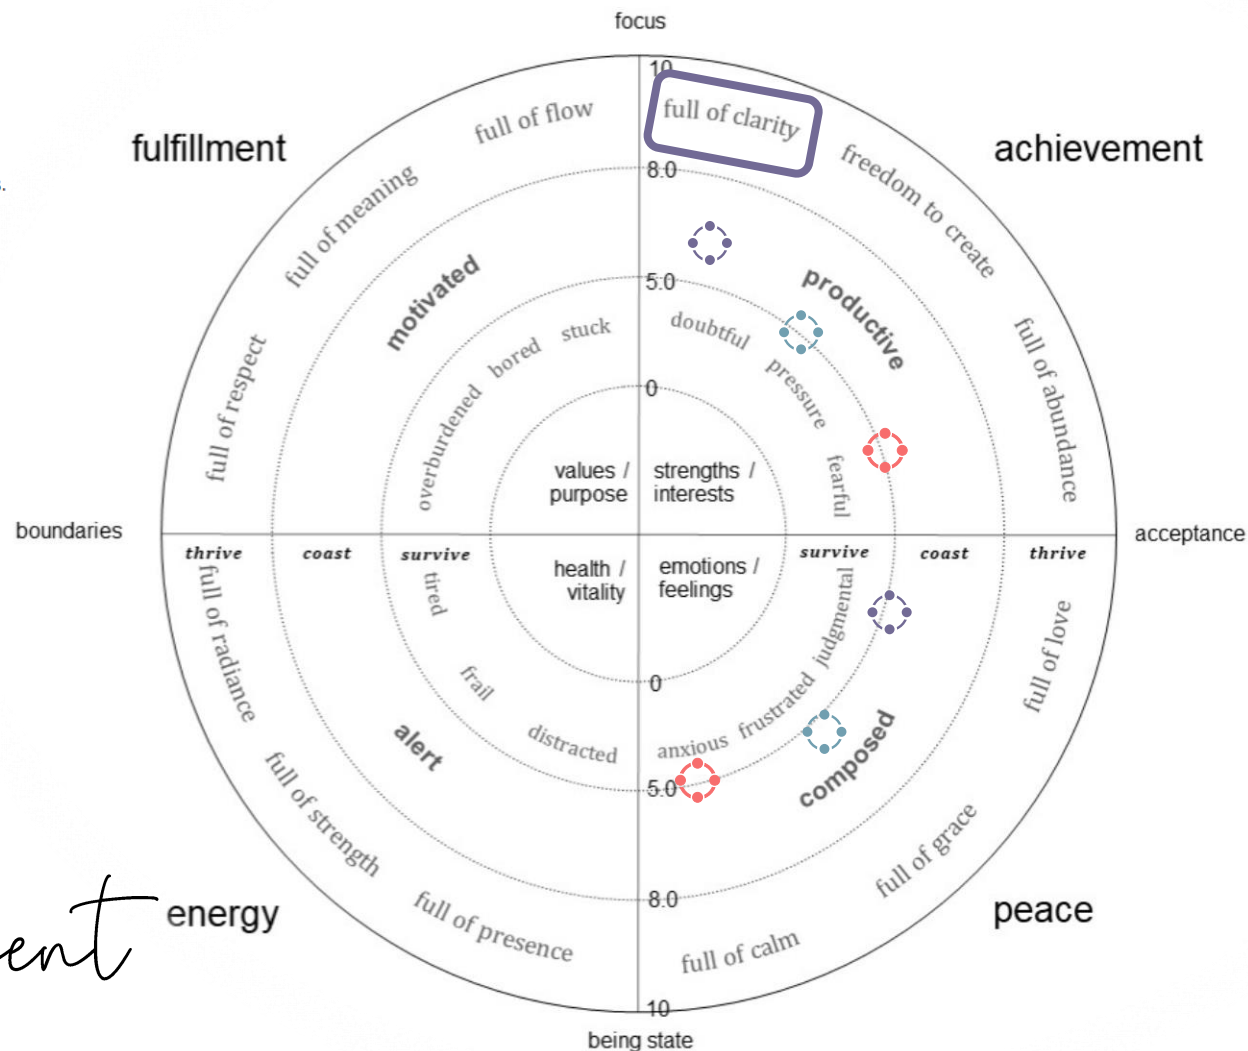 focus
10
full of flow
full of clarity
fulfillment
achievement
full of meaning
freedom to create
8.0
motivated
productive
5.0
full of respect
full of abundance
stuck
doubtful
bored
pressure
overburdened
fearful
0
values /
purpose
strengths /
interests
boundaries
acceptance
thrive
coast
survive
survive
coast
thrive
health /
vitality
emotions /
feelings
tired
judgmental
full of radiance
full of love
frail
frustrated
0
distracted
anxious
alert
composed
5.0
full of strength
full of grace
8.0
energy
peace
full of presence
full of calm
ent
10
being state